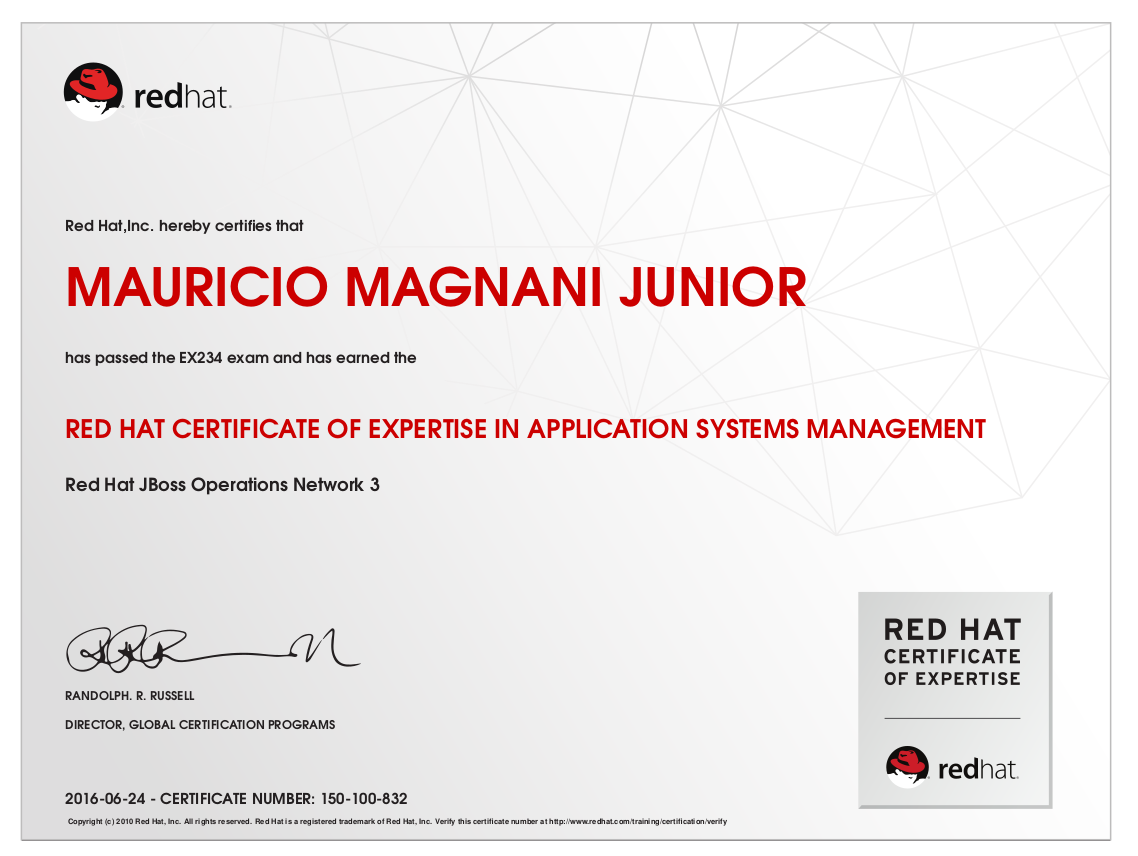 redhat.
Red Hat,Inc. hereby certifies that
MAURICIO MAGNANI JUNIOR
has passed the EX234 exam and has earned the
RED HAT CERTIFICATE OF EXPERTISE IN APPLICATION SYSTEMS MANAGEMENT
Red Hat JBoss Operations Network 3
RANDOLPH. R. RUSSELL
DIRECTOR, GLOBAL CERTIFICATION PROGRAMS
2016-06-24 - CERTIFICATE NUMBER: 150-100-832
Copyright (c) 2010 Red Hat, Inc. All rights reserved. Red Hat is a registered trademark of Red Hat, Inc. Verify this certificate number at http://www.redhat.com/training/certification/verify
RED HAT
CERTIFICATE
OF EXPERTISE
redhat.